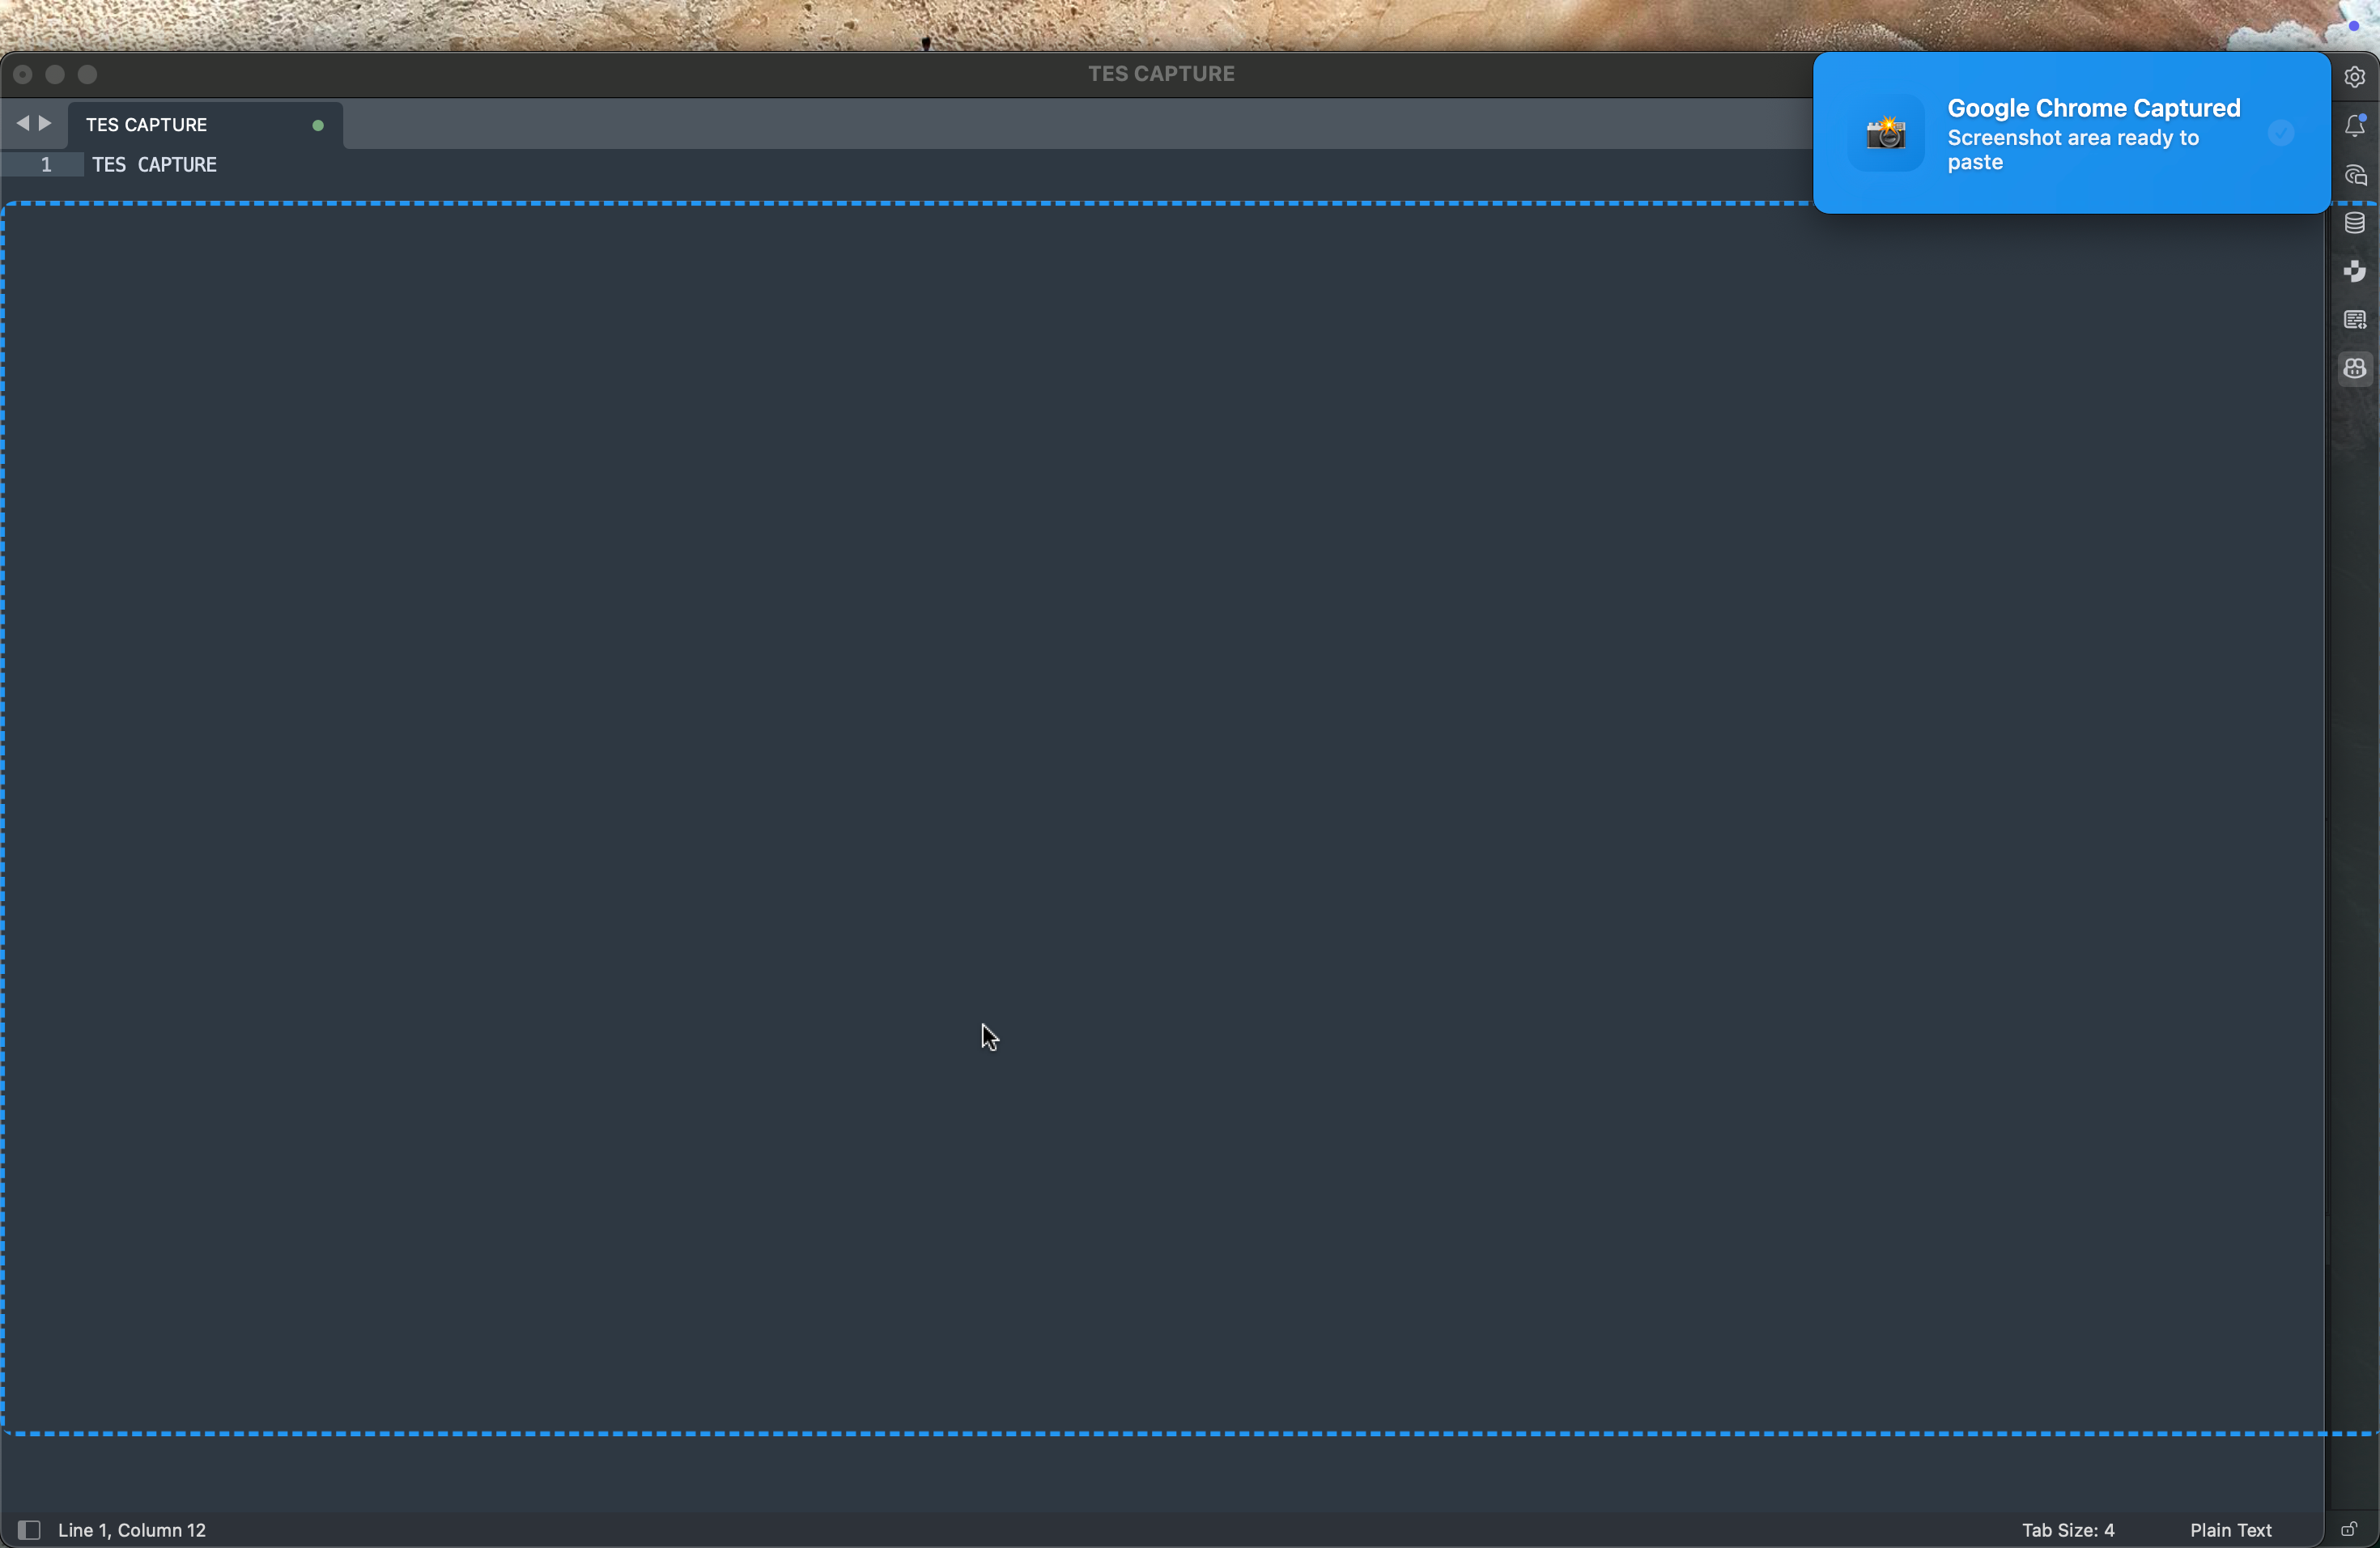 TES CAPTURE
Google Chrome Captured
Screenshot area ready to
paste
TES CAPTURE
1 TES CAPTURE
Line 1, Column 12
Tab Size: 4
Plain Text